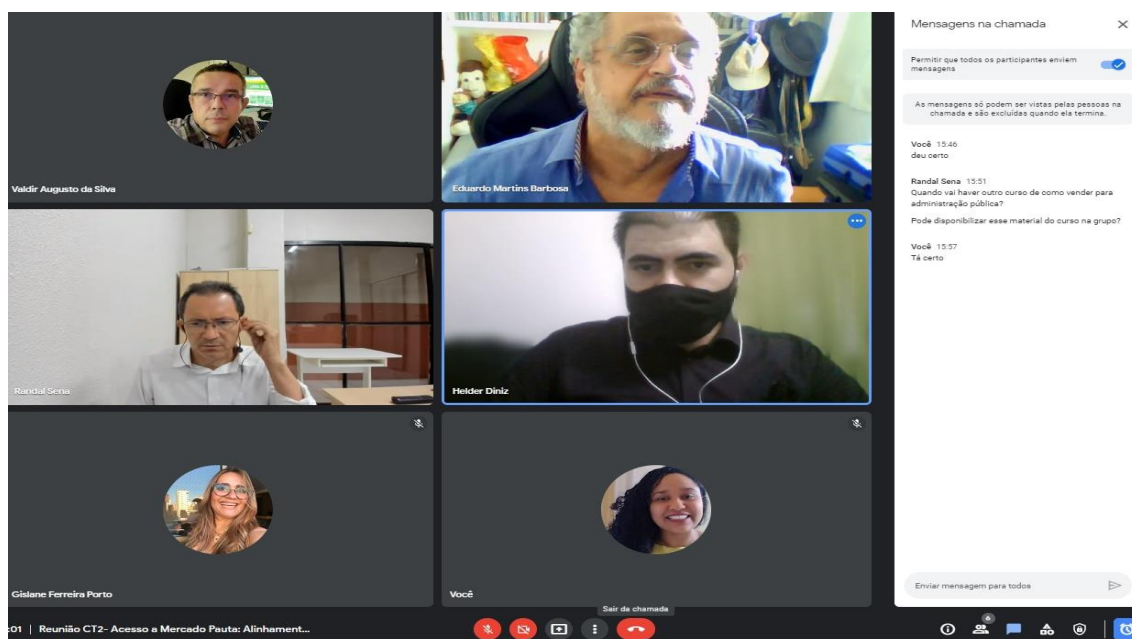 Valdir Augusto da Silva
Eduardo Martins Barbosa
Randal Sena
Helder Diniz
Gislane Ferreira Porto
Você
Sair da chamada
:01 | Reunião CT2- Acesso a Mercado Pauta: Alinhament...
6
Mensagens na chamada
Permitir que todos os participantes enviem
mensagens
As mensagens só podem ser vistas pelas pessoas na
chamada e são excluídas quando ela termina.
Você 15:46
deu certo
Randal Sena 15:51
Quando vai haver outro curso de como vender para
administração pública?
Pode disponibilizar esse material do curso na grupo?
Você 15:57
Tá certo
Enviar mensagem para todos